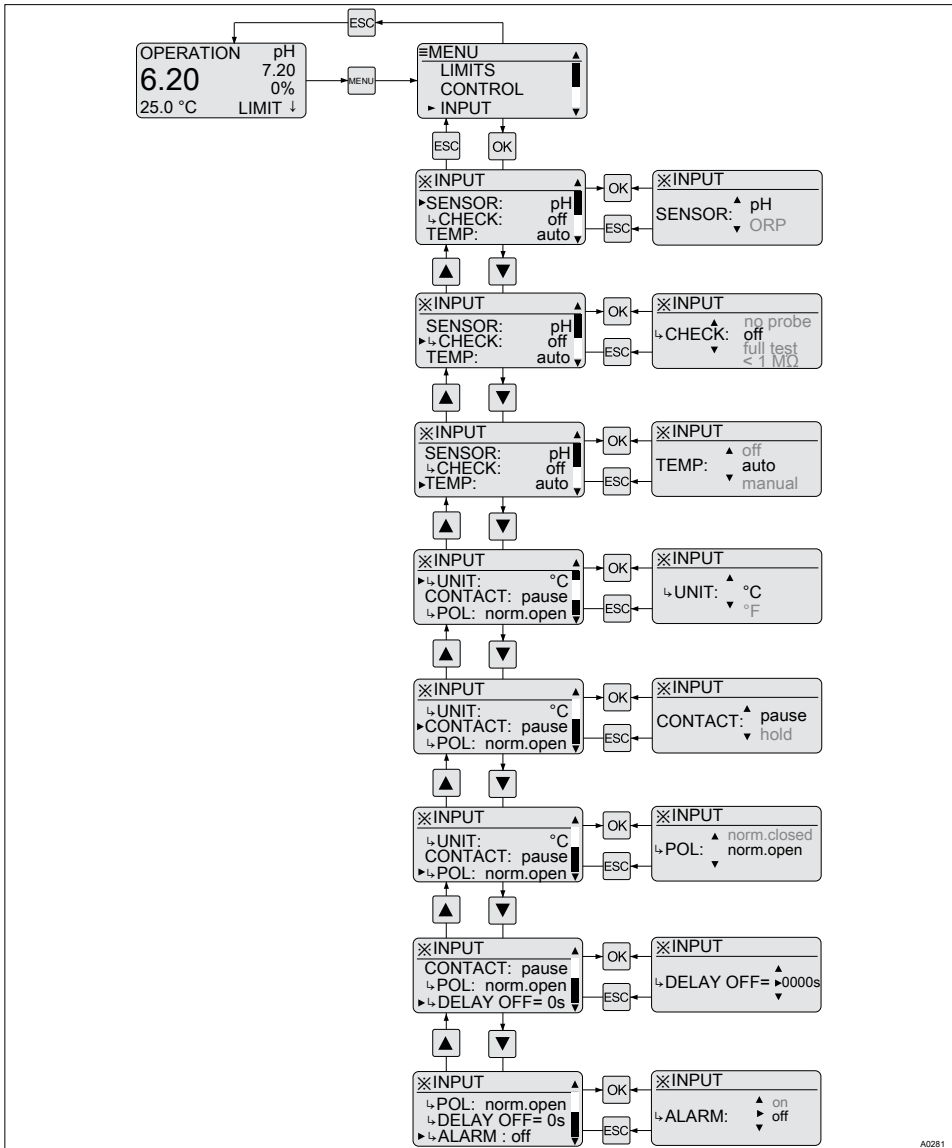 ESC
OPERATION pH
6.20 7.20
0%
25.0 °C LIMIT ↓
MENU
≡MENU
LIMITS
CONTROL
INPUT
ESC OK
※INPUT
SENSOR: pH
↳CHECK: off
TEMP: auto
OK
ESC
※INPUT
SENSOR: pH
ORP
※INPUT
SENSOR: pH
↳CHECK: off
TEMP: auto
OK
ESC
※INPUT
no probe
↳CHECK: off
full test
< 1 MΩ
※INPUT
SENSOR: pH
↳CHECK: off
TEMP: auto
OK
ESC
※INPUT
off
TEMP: auto
manual
※INPUT
↳UNIT: °C
CONTACT: pause
↳POL: norm.open
OK
ESC
※INPUT
↳UNIT: °C
°F
※INPUT
↳UNIT: °C
CONTACT: pause
↳POL: norm.open
OK
ESC
※INPUT
CONTACT: pause
hold
※INPUT
↳UNIT: °C
CONTACT: pause
↳POL: norm.open
OK
ESC
※INPUT
norm.closed
↳POL: norm.open
※INPUT
CONTACT: pause
↳POL: norm.open
↳DELAY OFF= 0s
OK
ESC
※INPUT
↳DELAY OFF= 0000s
※INPUT
↳POL: norm.open
↳DELAY OFF= 0s
↳ALARM : off
OK
ESC
※INPUT
on
↳ALARM: off
A0281